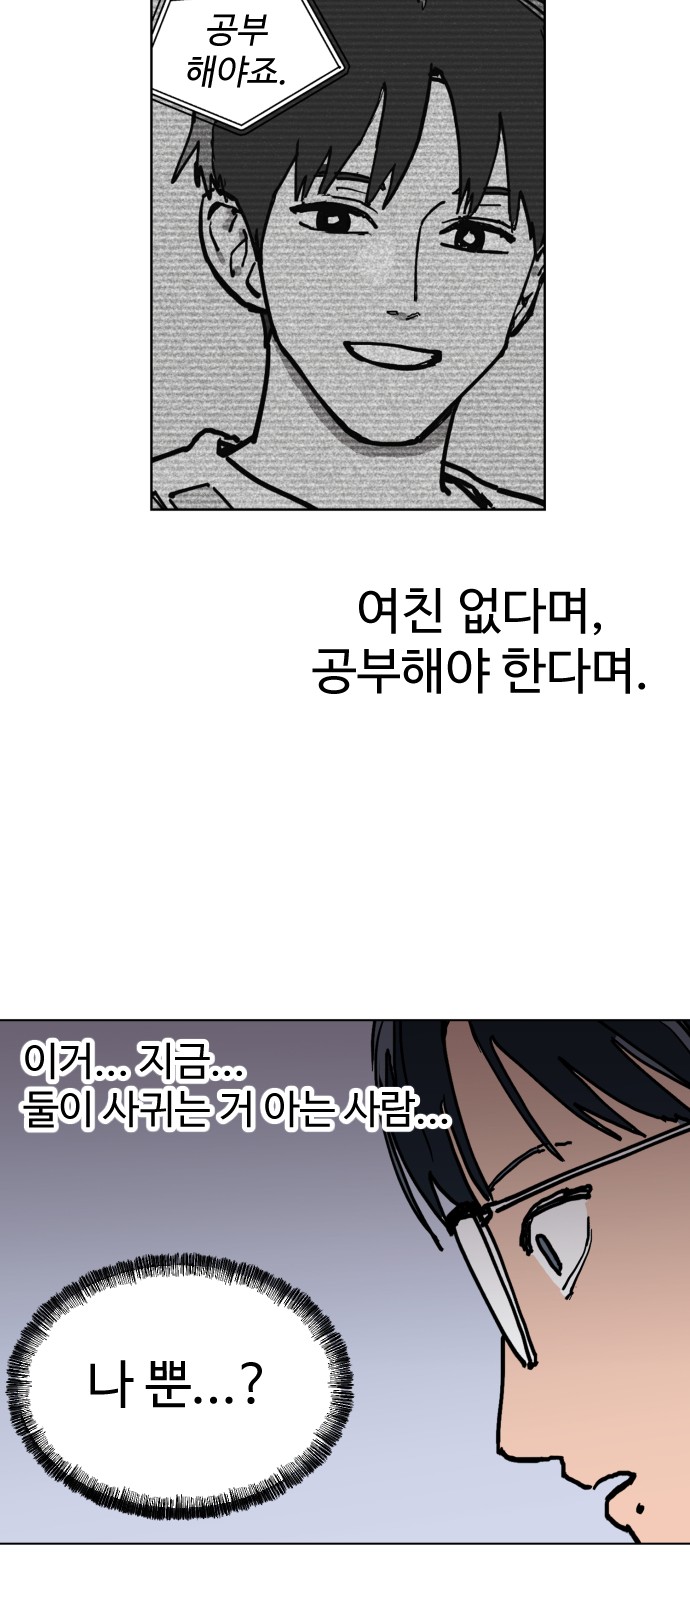 공부
해야죠.
여친 없다며,
공부해야 한다며.
이거... 지금...
둘이 사귀는 거 아는 사람...
나 뿐...?